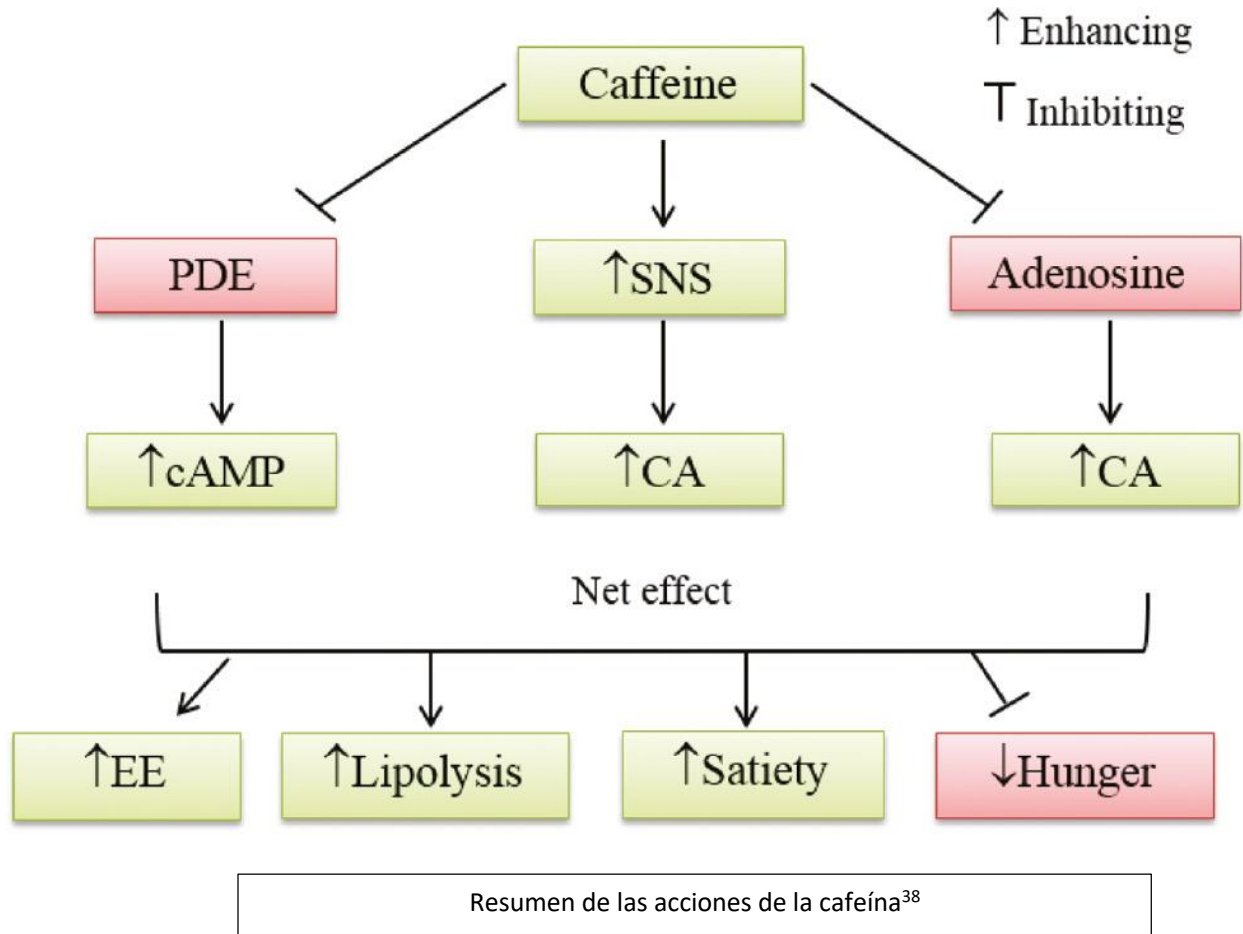 ↑ Enhancing
Caffeine
⊤ Inhibiting
PDE
↑SNS
Adenosine
↑cAMP
↑CA
↑CA
Net effect
↑EE
↑Lipolysis
↑Satiety
↓Hunger
Resumen de las acciones de la cafeína³⁸